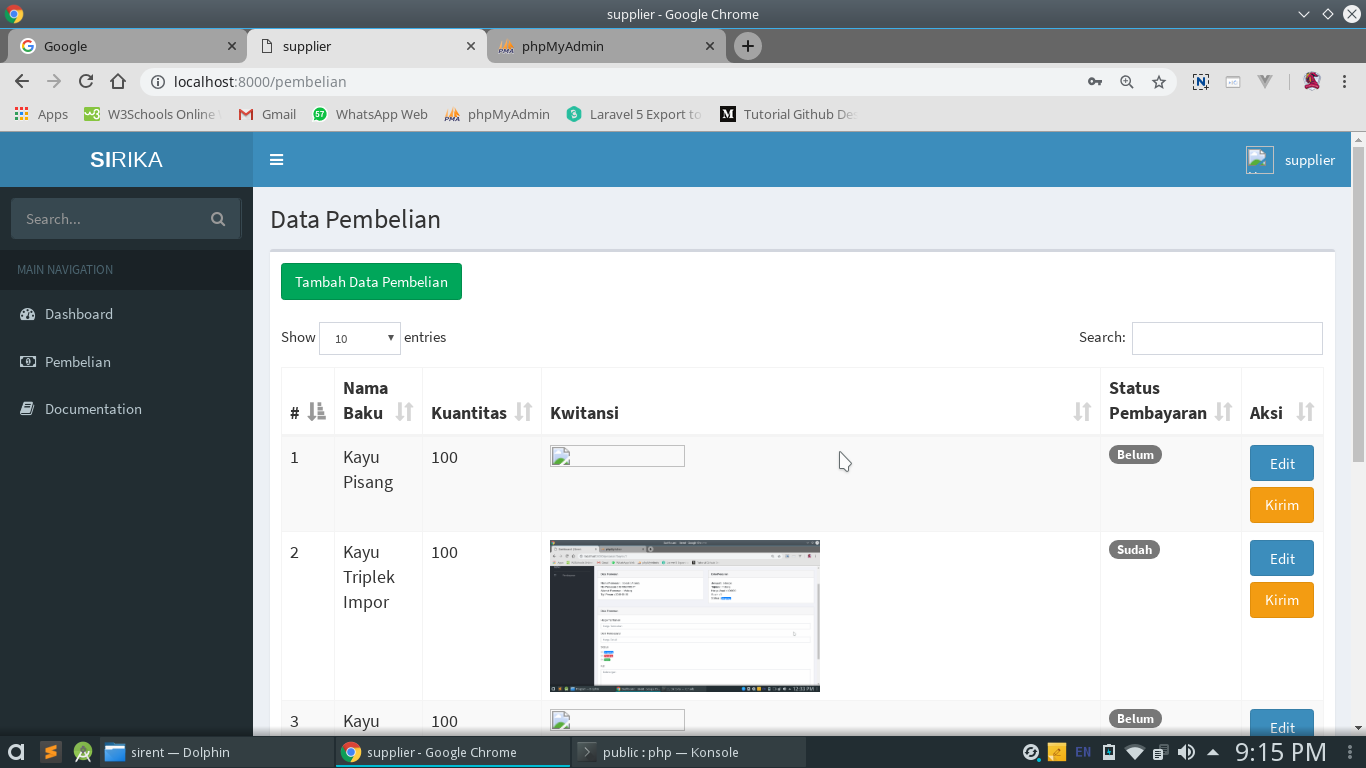 supplier - Google Chrome
Google
supplier
phpMyAdmin
localhost:8000/pembelian
Apps
W3Schools Online
Gmail
57
WhatsApp Web
phpMyAdmin
Laravel 5 Export to
Tutorial Github De
SIRIKA
supplier
Search...
Data Pembelian
MAIN NAVIGATION
Tambah Data Pembelian
Dashboard
Show 10 entries
Search:
Pembelian
Documentation
# Nama Baku Kuantitas Kwitansi Status Pembayaran Aksi
1 Kayu Pisang 100 Belum Edit
Kirim
2 Kayu Triplek Impor 100 Sudah Edit
Kirim
3 Kayu 100 Belum Edit
sirent — Dolphin
supplier - Google Chrome
public : php — Konsole
EN
9:15 PM